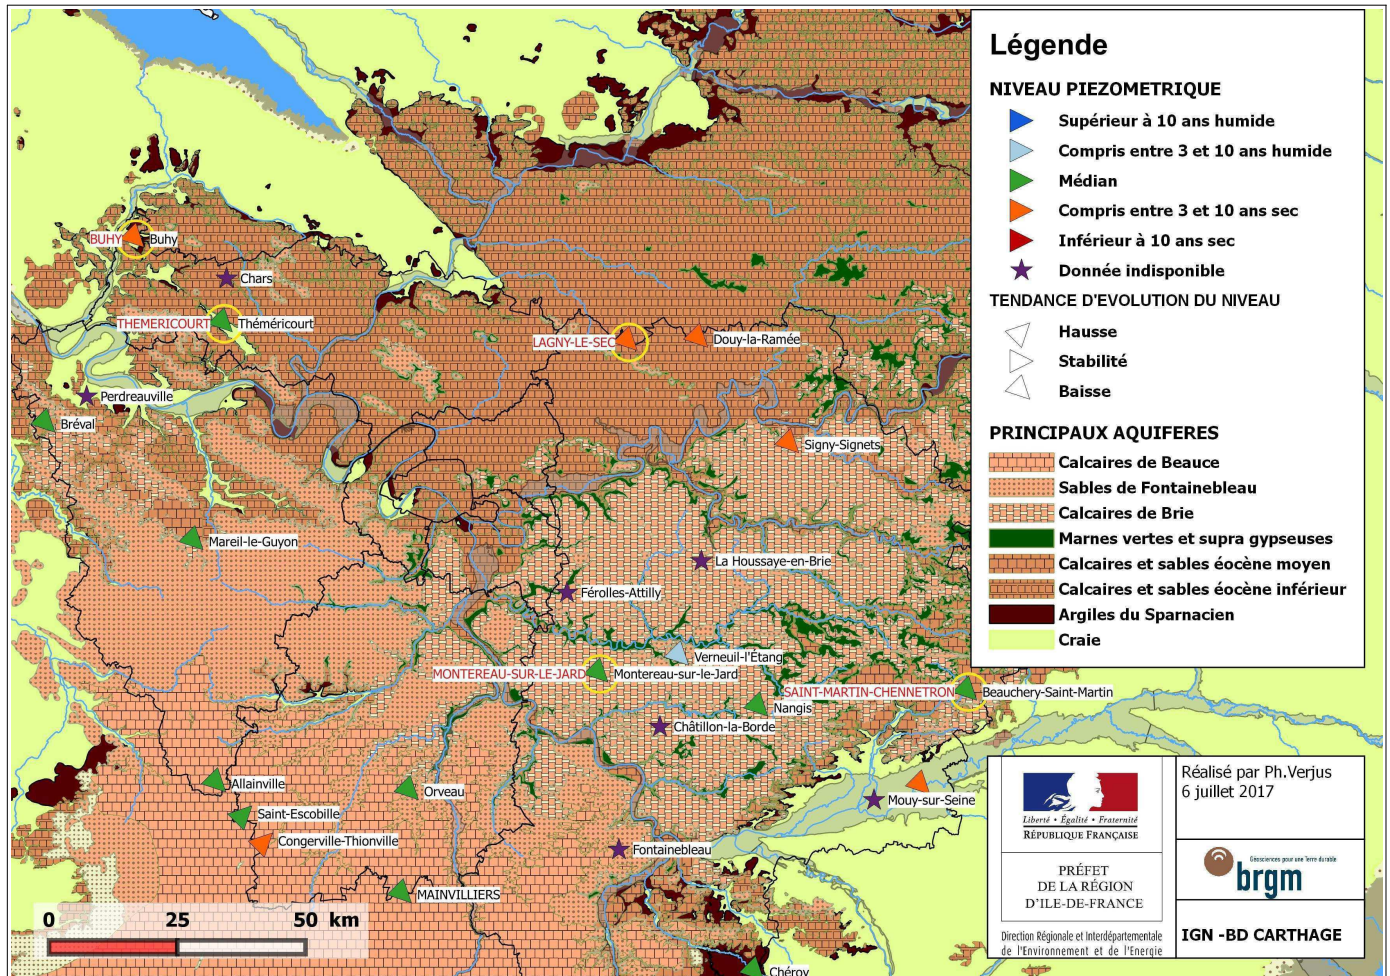 Légende
NIVEAU PIEZOMETRIQUE
Supérieur à 10 ans humide
Compris entre 3 et 10 ans humide
Médian
Compris entre 3 et 10 ans sec
Inférieur à 10 ans sec
Donnée indisponible
TENDANCE D'EVOLUTION DU NIVEAU
Hausse
Stabilité
Baisse
PRINCIPAUX AQUIFERES
Calcaires de Beauce
Sables de Fontainebleau
Calcaires de Brie
Marnes vertes et supra gypseuses
Calcaires et sables éocène moyen
Calcaires et sables éocène inférieur
Argiles du Sparnacien
Craie
BUHY Buhy
Chars
THEMERICOURT Théméricourt
LAGNY-LE-SEC
Douy-la-Ramée
Perdreauville
Bréval
Signy-Signets
Mareil-le-Guyon
La Houssaye-en-Brie
Férolles-Attilly
Verneuil-l'Étang
MONTEREAU-SUR-LE-JARD Montereau-sur-le-Jard
SAINT-MARTIN-CHENNETRON Beauchery-Saint-Martin
Nangis
Châtillon-la-Borde
Allainville
Orveau
Mouy-sur-Seine
Saint-Escobille
Congerville-Thionville
Fontainebleau
MAINVILLIERS
Chéroy
0 25 50 km
Liberté • Égalité • Fraternité
RÉPUBLIQUE FRANÇAISE
PRÉFET
DE LA RÉGION
D'ILE-DE-FRANCE
Direction Régionale et Interdépartementale
de l'Environnement et de l'Energie
Réalisé par Ph.Verjus
6 juillet 2017
Géosciences pour une Terre durable
brgm
IGN -BD CARTHAGE